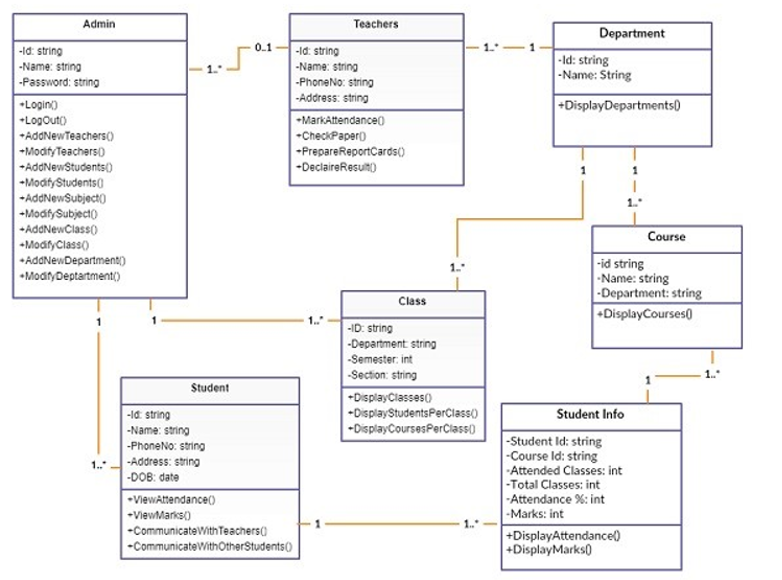 Admin
-Id: string
-Name: string
-Password: string
+Login()
+LogOut()
+AddNewTeachers()
+ModifyTeachers()
+AddNewStudents()
+ModifyStudents()
+AddNewSubject()
+ModifySubject()
+AddNewClass()
+ModifyClass()
+AddNewDepartment()
+ModifyDeptartment()
1..*
0..1
Teachers
-Id: string
-Name: string
-PhoneNo: string
-Address: string
+MarkAttendance()
+CheckPaper()
+PrepareReportCards()
+DeclaireResult()
1..*
1
Department
-Id: string
-Name: String
+DisplayDepartments()
1
1
1..*
1..*
Course
-id string
-Name: string
-Department: string
+DisplayCourses()
1
1
1..*
Class
-ID: string
-Department: string
-Semester: int
-Section: string
+DisplayClasses()
+DisplayStudentsPerClass()
+DisplayCoursesPerClass()
1..*
1
Student
-Id: string
-Name: string
-PhoneNo: string
-Address: string
-DOB: date
+ViewAttendance()
+ViewMarks()
+CommunicateWithTeachers()
+CommunicateWithOtherStudents()
1..*
1
1..*
Student Info
-Student Id: string
-Course Id: string
-Attended Classes: int
-Total Classes: int
-Attendance %: int
-Marks: int
+DisplayAttendance()
+DisplayMarks()